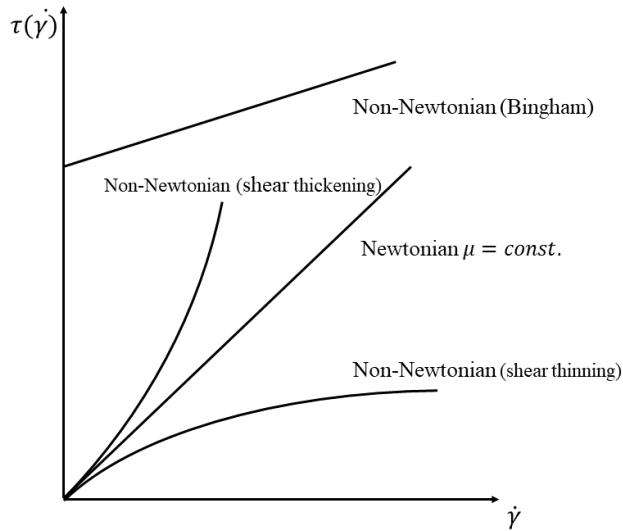 τ(γ̇)
Non-Newtonian (Bingham)
Non-Newtonian (shear thickening)
Newtonian μ = const.
Non-Newtonian (shear thinning)
γ̇